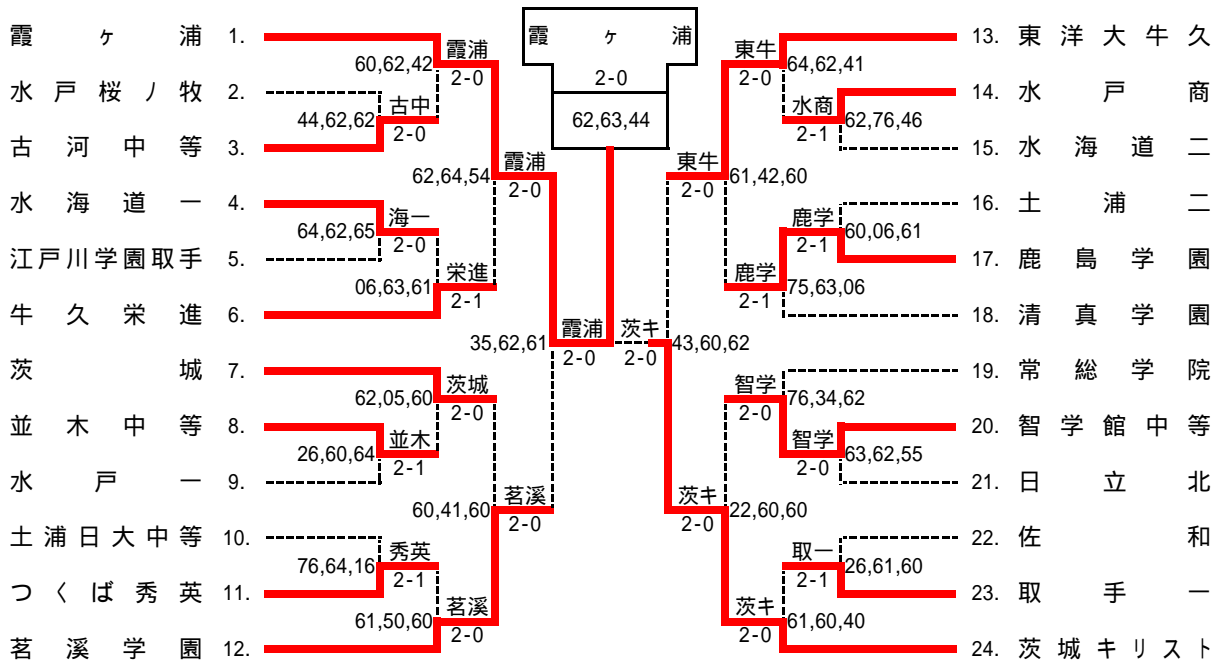 霞ヶ浦 1.
水戸桜ノ牧 2.
古河中等 3.
水海道一 4.
江戸川学園取手 5.
牛久栄進 6.
茨城 7.
並木中等 8.
水戸一 9.
土浦日大中等 10.
つくば秀英 11.
茗溪学園 12.
60,62,42
霞浦
2-0
44,62,62
古中
2-0
62,64,54
霞浦
2-0
64,62,65
海一
2-0
06,63,61
栄進
2-1
35,62,61
霞浦
2-0
62,05,60
茨城
2-0
26,60,64
並木
2-1
60,41,60
茗溪
2-0
76,64,16
秀英
2-1
61,50,60
茗溪
2-0
霞ヶ浦
2-0
62,63,44
東牛
2-0
64,62,41
水商
2-1
62,76,46
東牛
2-0
61,42,60
鹿学
2-1
60,06,61
鹿学
2-1
75,63,06
茨キ
2-0
43,60,62
智学
2-0
76,34,62
智学
2-0
63,62,55
茨キ
2-0
22,60,60
取一
2-1
26,61,60
茨キ
2-0
61,60,40
13. 東洋大牛久
14. 水戸商
15. 水海道二
16. 土浦二
17. 鹿島学園
18. 清真学園
19. 常総学院
20. 智学館中等
21. 日立北
22. 佐和
23. 取手一
24. 茨城キリスト